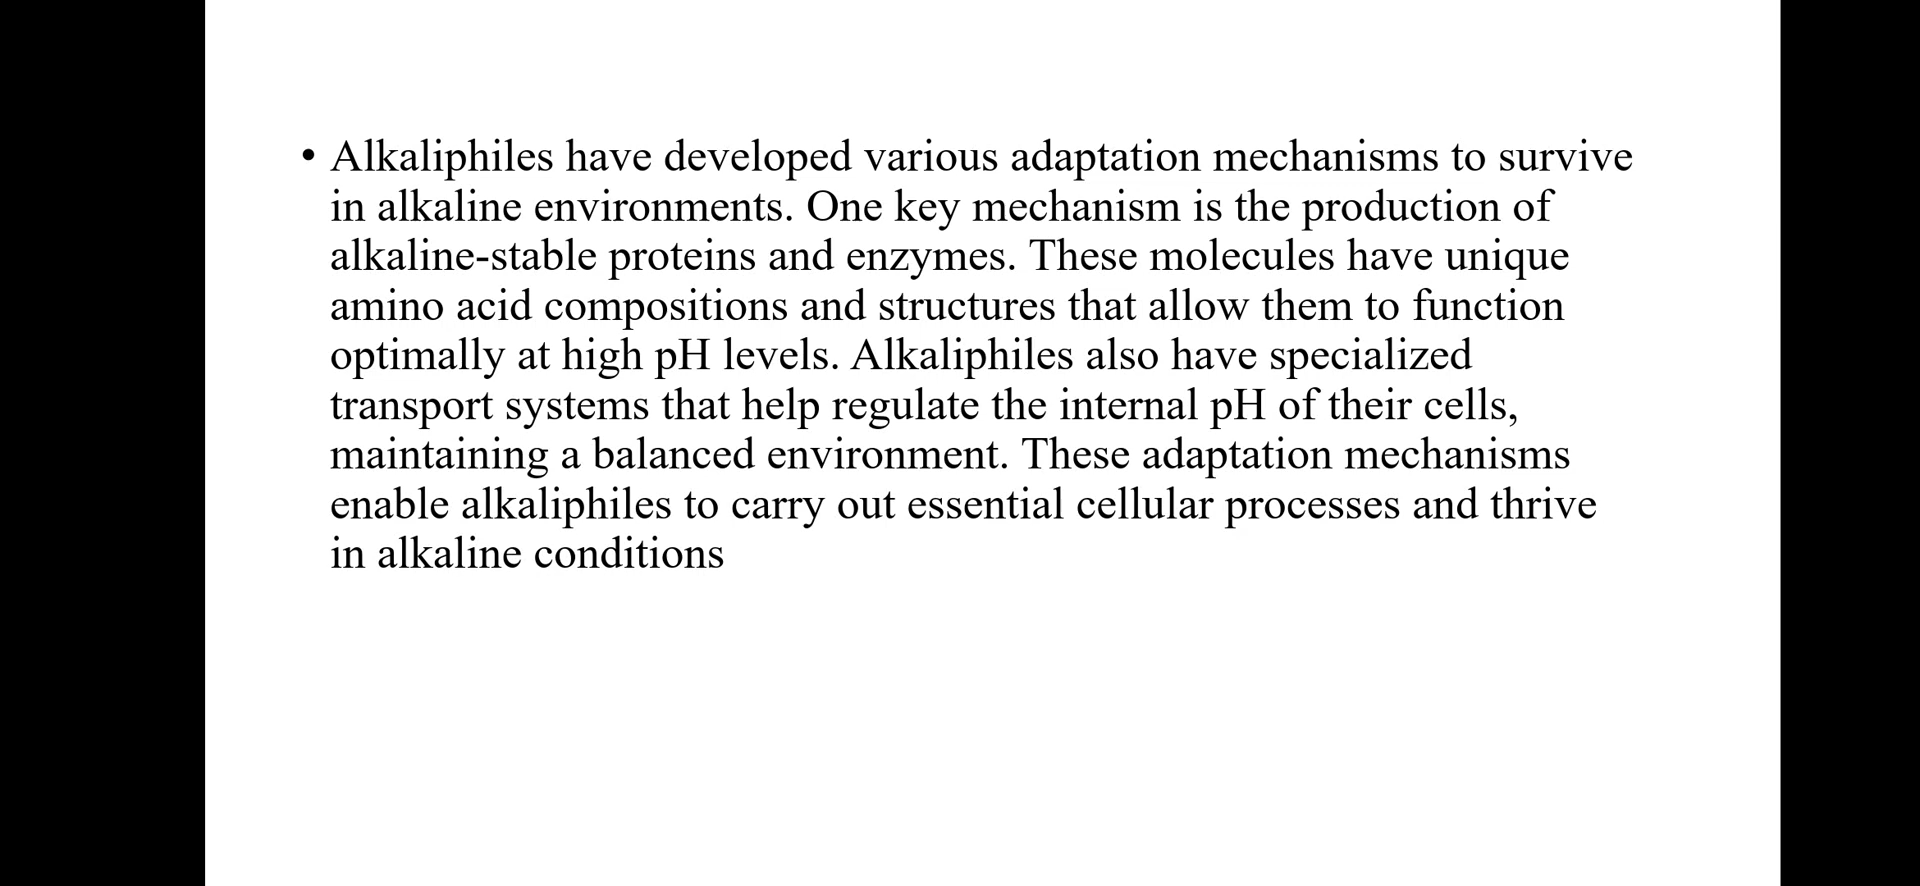 • Alkaliphiles have developed various adaptation mechanisms to survive
in alkaline environments. One key mechanism is the production of
alkaline-stable proteins and enzymes. These molecules have unique
amino acid compositions and structures that allow them to function
optimally at high pH levels. Alkaliphiles also have specialized
transport systems that help regulate the internal pH of their cells,
maintaining a balanced environment. These adaptation mechanisms
enable alkaliphiles to carry out essential cellular processes and thrive
in alkaline conditions